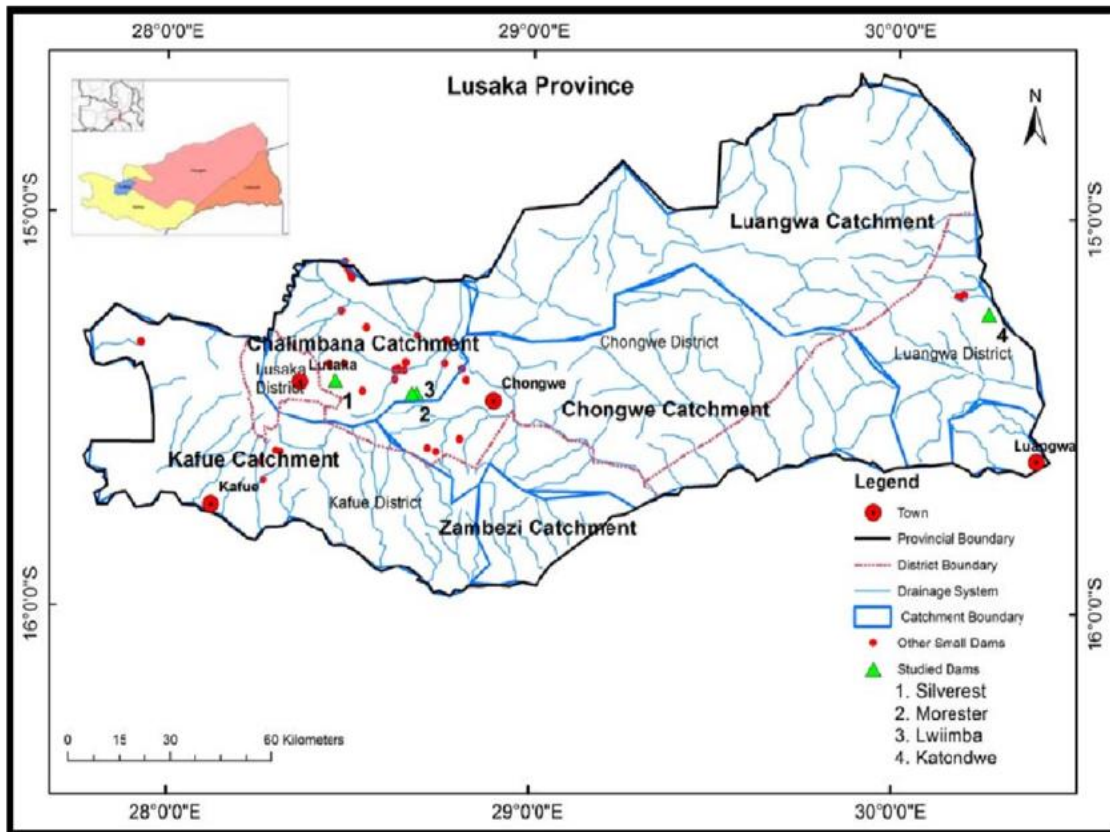 28°0'0"E
29°0'0"E
30°0'0"E
Lusaka Province
N
15°0'0"S
15°0'0"S
Luangwa Catchment
Chalimbana Catchment
Chongwe District
Lusaka
District
Lusaka
Luangwa District
4
1
3
2
Chongwe
Chongwe Catchment
Kafue Catchment
Kafue
Kafue District
Zambezi Catchment
Luangwa
Legend
Town
Provincial Boundary
District Boundary
Drainage System
Catchment Boundary
Other Small Dams
Studied Dams
1. Silverest
2. Morester
3. Lwiimba
4. Katondwe
16°0'0"S
16°0'0"S
0 15 30 60 Kilometers
28°0'0"E
29°0'0"E
30°0'0"E